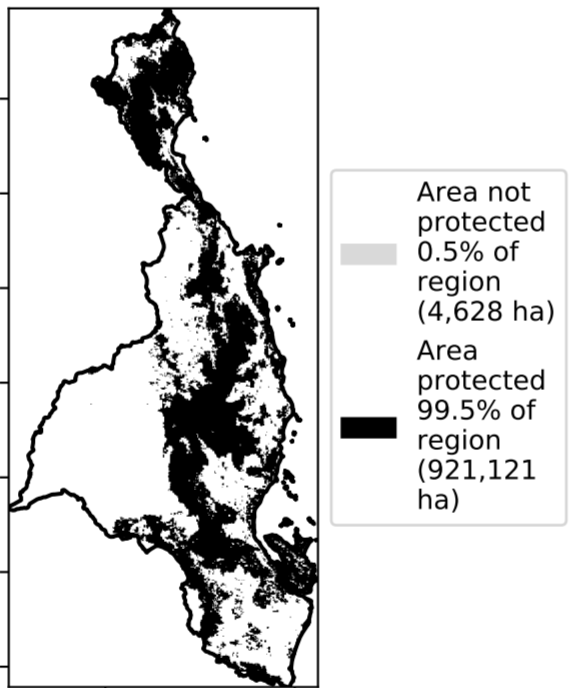 Area not
protected
0.5% of
region
(4,628 ha)
Area
protected
99.5% of
region
(921,121
ha)